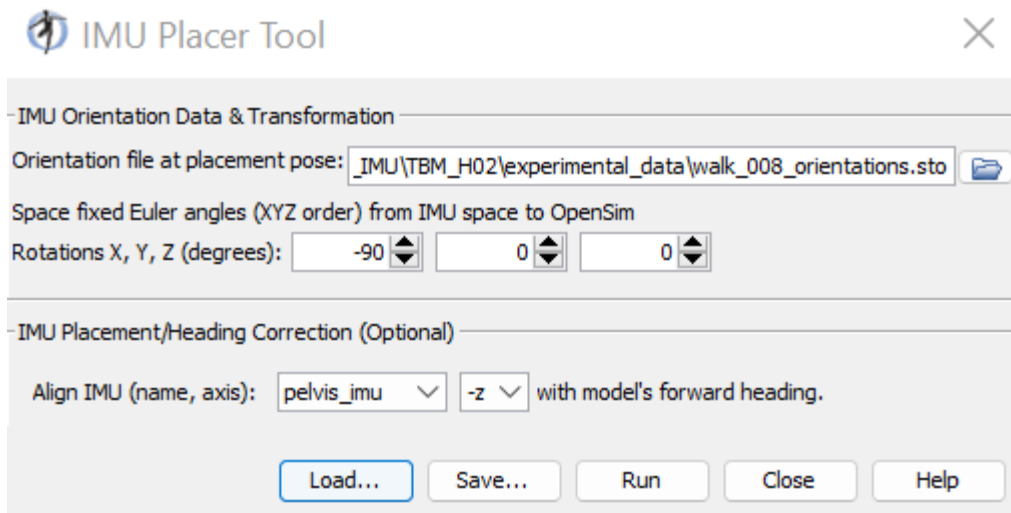 IMU Placer Tool
IMU Orientation Data & Transformation
Orientation file at placement pose: _IMU\TBM_H02\experimental_data\walk_008_orientations.sto
Space fixed Euler angles (XYZ order) from IMU space to OpenSim
Rotations X, Y, Z (degrees): -90 0 0
IMU Placement/Heading Correction (Optional)
Align IMU (name, axis): pelvis_imu -z with model's forward heading.
Load... Save... Run Close Help